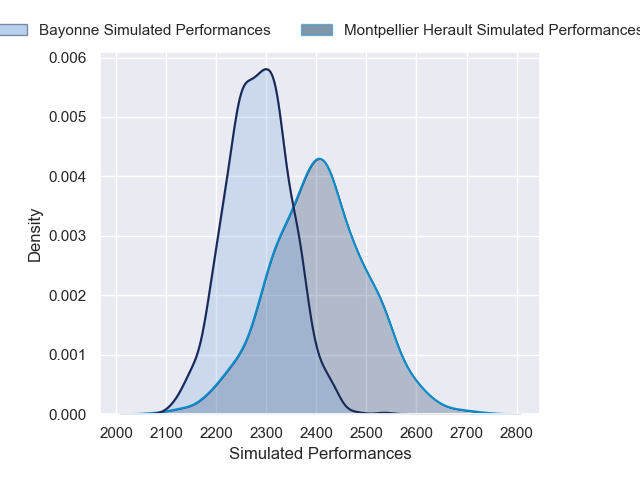 Bayonne Simulated Performances Montpellier Herault Simulated Performances
0.006
0.005
0.004
0.003
0.002
0.001
0.000
Density
2000 2100 2200 2300 2400 2500 2600 2700 2800
Simulated Performances